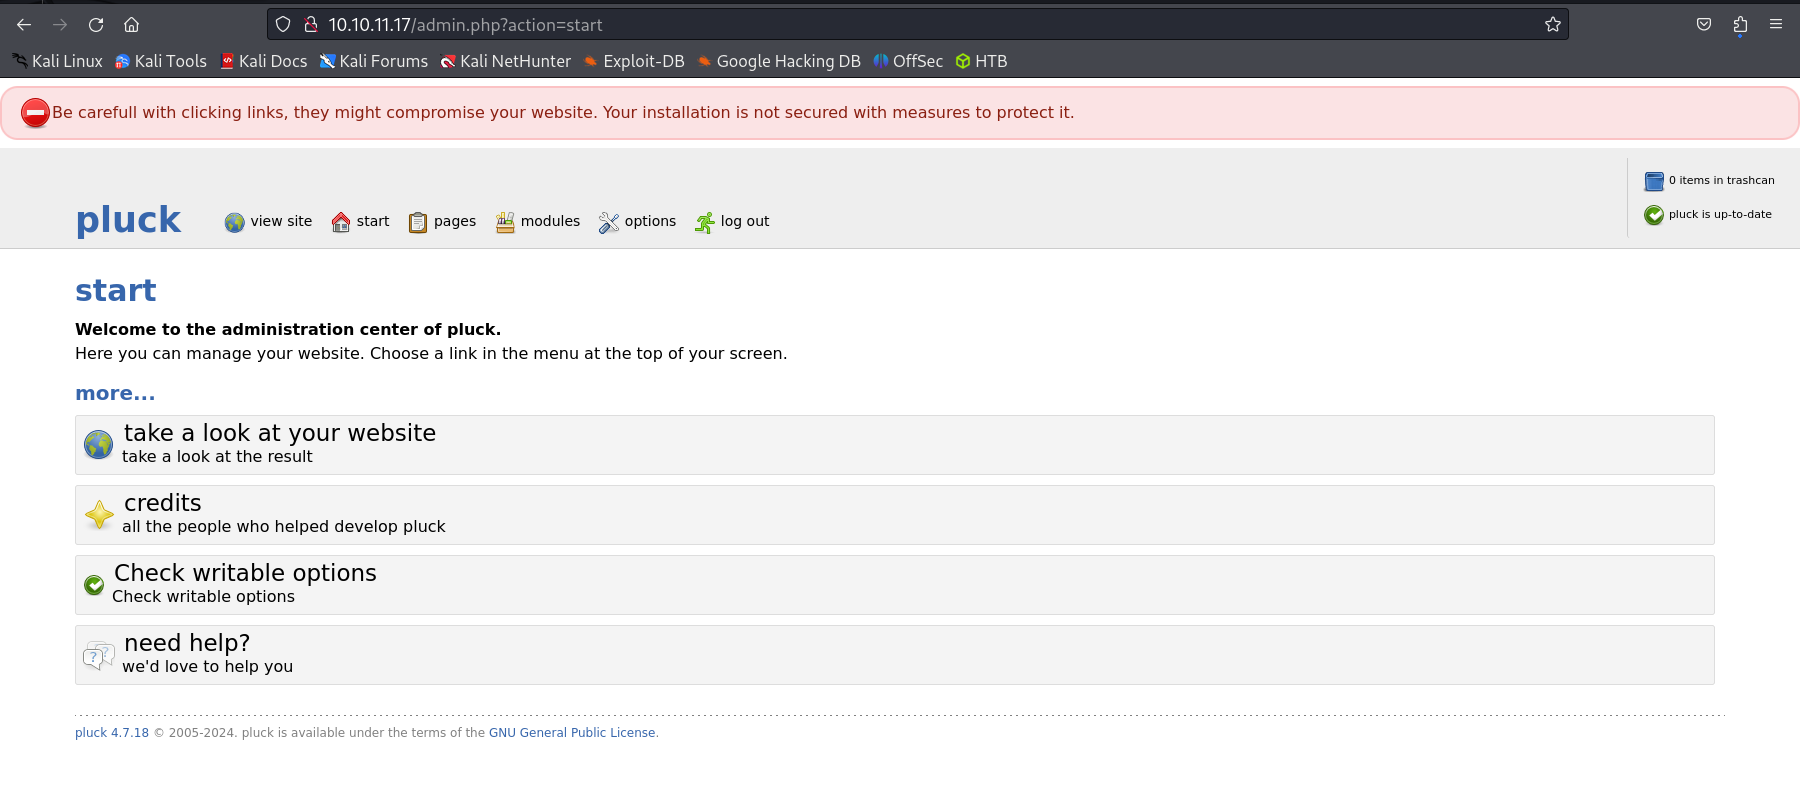 10.10.11.17/admin.php?action=start
Kali Linux Kali Tools Kali Docs Kali Forums Kali NetHunter Exploit-DB Google Hacking DB OffSec HTB
Be carefull with clicking links, they might compromise your website. Your installation is not secured with measures to protect it.
0 items in trashcan
pluck is up-to-date
pluck view site start pages modules options log out
start
Welcome to the administration center of pluck.
Here you can manage your website. Choose a link in the menu at the top of your screen.
more...
take a look at your website
take a look at the result
credits
all the people who helped develop pluck
Check writable options
Check writable options
need help?
we'd love to help you
pluck 4.7.18 © 2005-2024. pluck is available under the terms of the GNU General Public License.